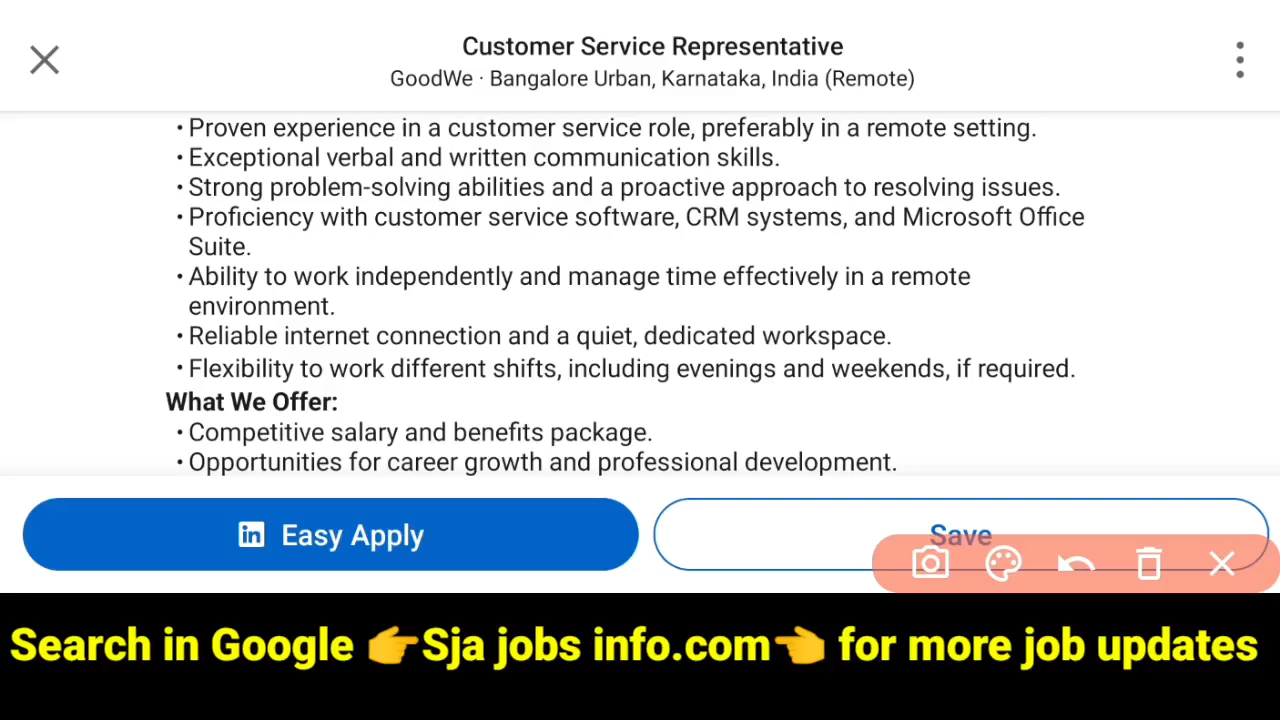 Customer Service Representative
GoodWe · Bangalore Urban, Karnataka, India (Remote)
• Proven experience in a customer service role, preferably in a remote setting.
• Exceptional verbal and written communication skills.
• Strong problem-solving abilities and a proactive approach to resolving issues.
• Proficiency with customer service software, CRM systems, and Microsoft Office
Suite.
• Ability to work independently and manage time effectively in a remote
environment.
• Reliable internet connection and a quiet, dedicated workspace.
• Flexibility to work different shifts, including evenings and weekends, if required.
What We Offer:
• Competitive salary and benefits package.
• Opportunities for career growth and professional development.
in Easy Apply
Save
Search in Google 👉Sja jobs info.com👈 for more job updates